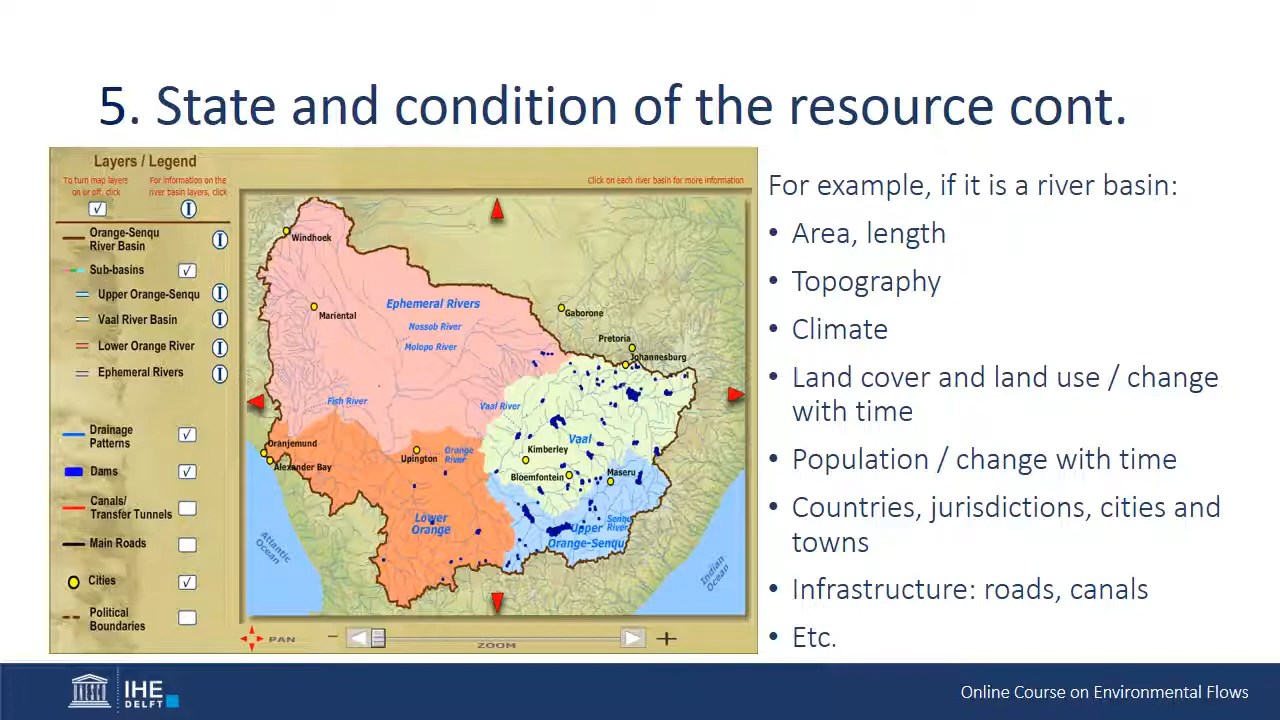 5. State and condition of the resource cont.
Layers / Legend
To turn map layers
on or off, click
For information on the
river basin layers, click
Click on each river basin for more information
Orange-Senqu
River Basin
Sub-basins
Upper Orange-Senqu
Vaal River Basin
Lower Orange River
Ephemeral Rivers
Drainage
Patterns
Dams
Canals/
Transfer Tunnels
Main Roads
Cities
Political
Boundaries
Windhoek
Mariental
Ephemeral Rivers
Nossob River
Molopo River
Gaborone
Pretoria
Johannesburg
Fish River
Vaal River
Vaal
Oranjemund
Alexander Bay
Upington
Orange
River
Kimberley
Bloemfontein
Maseru
Lower
Orange
Senqu
River
Upper
Orange-Senqu
Atlantic
Ocean
Indian
Ocean
PAN
ZOOM
For example, if it is a river basin:
• Area, length
• Topography
• Climate
• Land cover and land use / change
with time
• Population / change with time
• Countries, jurisdictions, cities and
towns
• Infrastructure: roads, canals
• Etc.
IHE
DELFT
Online Course on Environmental Flows